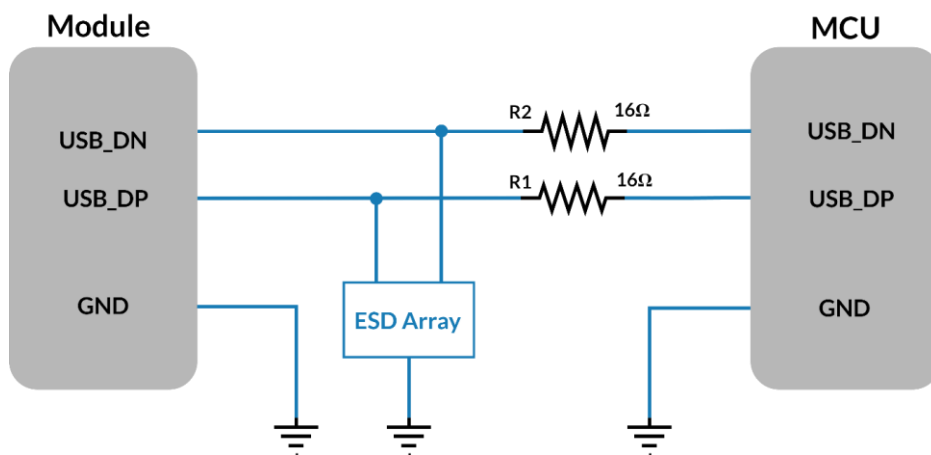 Module
MCU
R2
16Ω
USB_DN
USB_DN
R1
16Ω
USB_DP
USB_DP
GND
ESD Array
GND